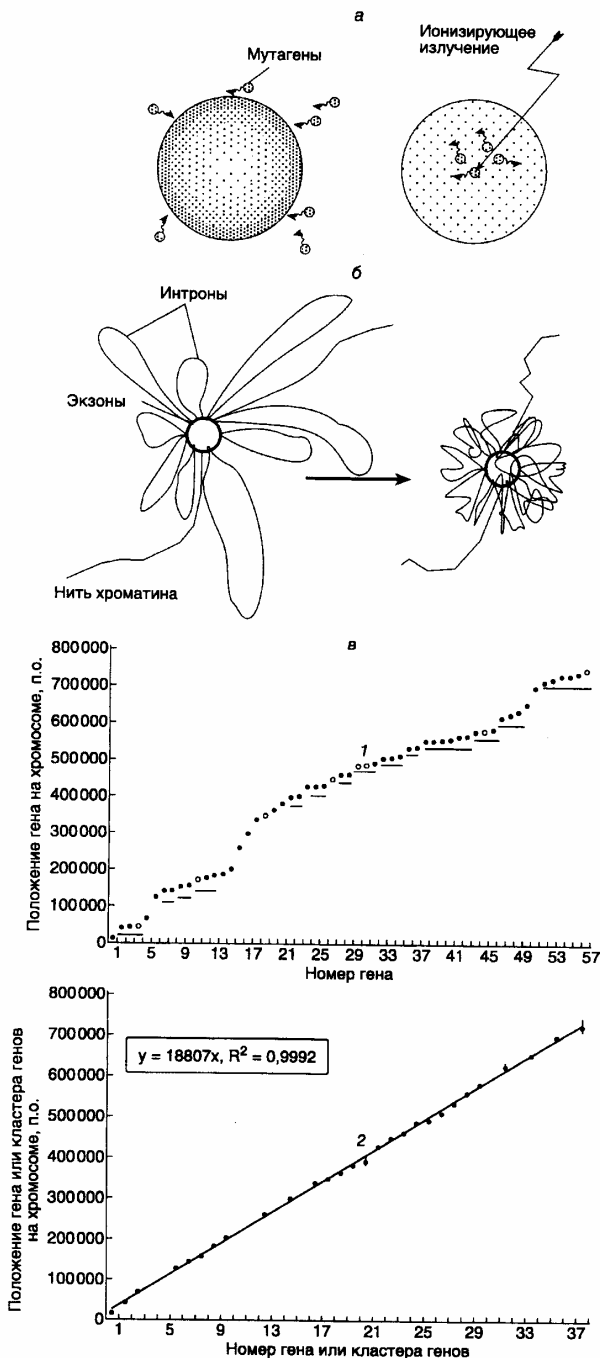 а
Мутагены
Ионизирующее
излучение
б
Интроны
Экзоны
Нить хроматина
в
Положение гена на хромосоме, п.о.
800000
700000
600000
500000
400000
300000
200000
100000
0
1
1 5 9 13 17 21 25 29 33 37 41 45 49 53 57
Номер гена
Положение гена или кластера генов
на хромосоме, п.о.
800000
700000
600000
500000
400000
300000
200000
100000
0
y = 18807x, R² = 0,9992
2
1 5 9 13 17 21 25 29 33 37
Номер гена или кластера генов